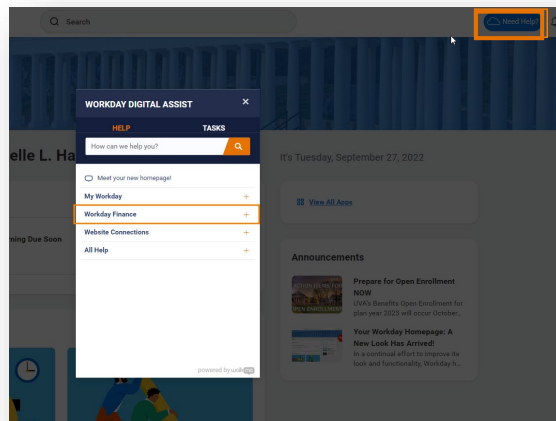 Search
Need Help?
WORKDAY DIGITAL ASSIST
HELP TASKS
How can we help you?
Meet your new homepage!
My Workday
Workday Finance
Website Connections
All Help
powered by walkme
elle L. Ha
ning Due Soon
It's Tuesday, September 27, 2022
View All Apps
Announcements
Prepare for Open Enrollment
NOW
UVA's Benefits Open Enrollment for
plan year 2023 will occur October...
Your Workday Homepage: A
New Look Has Arrived!
In a continual effort to improve its
look and functionality, Workday h...